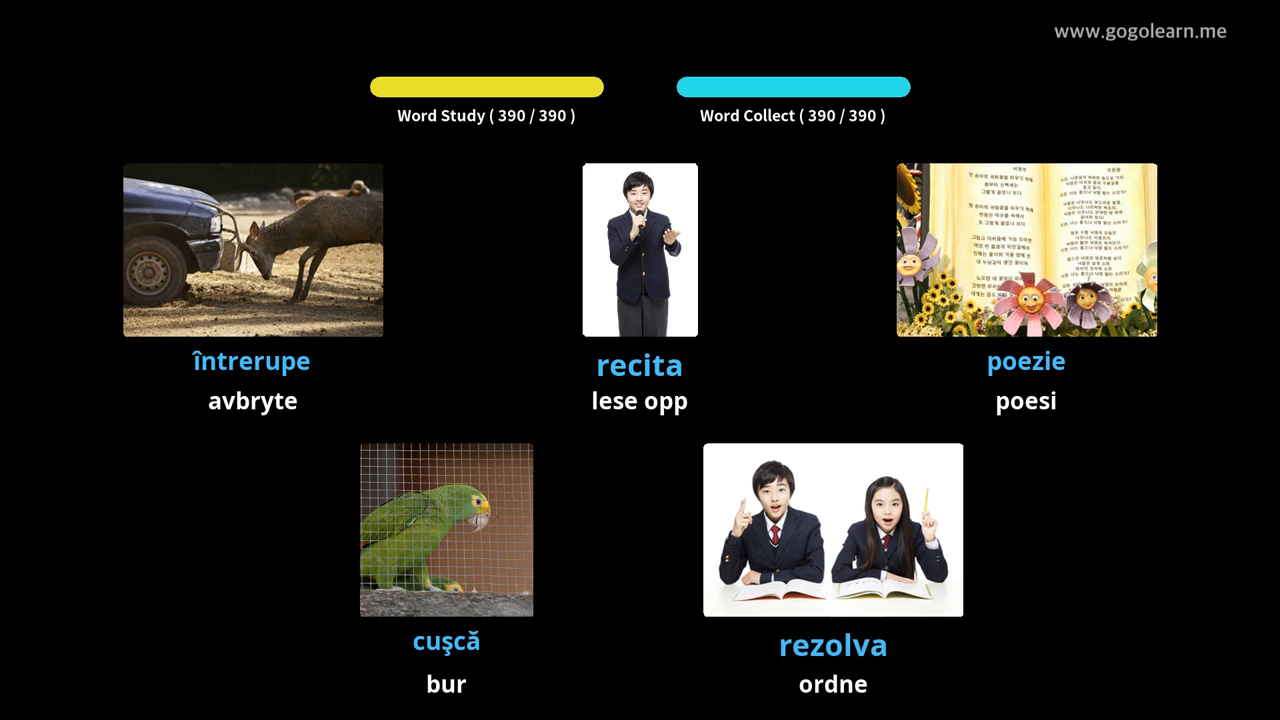 www.gogolearn.me
Word Study ( 390 / 390 )
Word Collect ( 390 / 390 )
întrerupe
avbryte
recita
lese opp
poezie
poesi
cuşcă
bur
rezolva
ordne